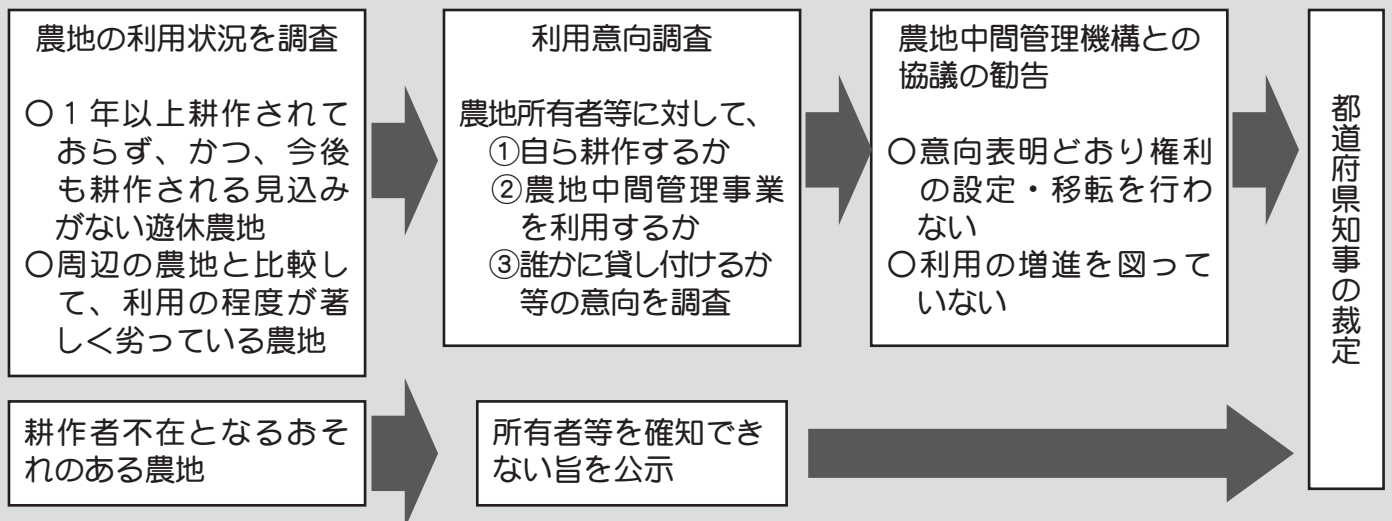 農地の利用状況を調査
〇１年以上耕作されて
おらず、かつ、今後
も耕作される見込み
がない遊休農地
〇周辺の農地と比較し
て、利用の程度が著
しく劣っている農地
利用意向調査
農地所有者等に対して、
①自ら耕作するか
②農地中間管理事業
を利用するか
③誰かに貸し付けるか
等の意向を調査
農地中間管理機構との
協議の勧告
〇意向表明どおり権利
の設定・移転を行わ
ない
〇利用の増進を図って
いない
都道府県知事の裁定
耕作者不在となるおそ
れのある農地
所有者等を確知でき
ない旨を公示